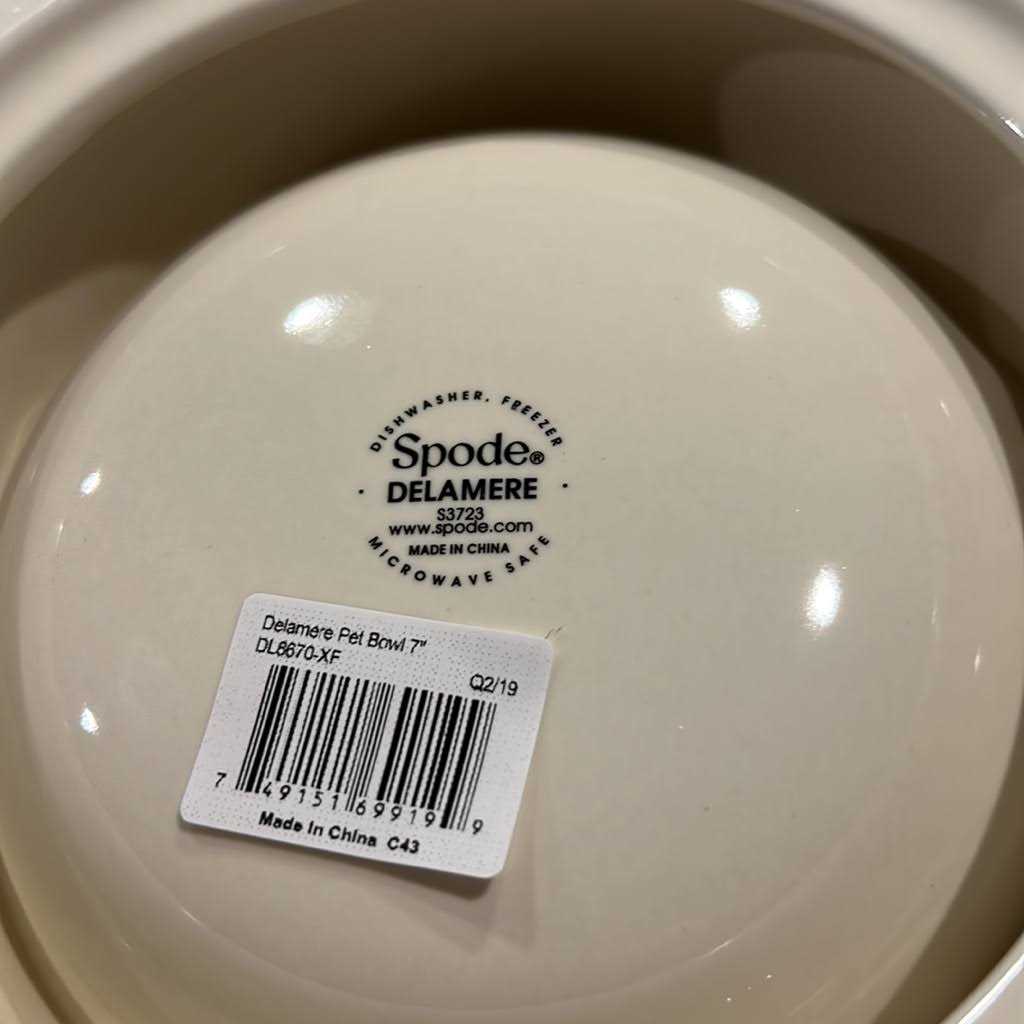 DISHWASHER, FREEZER
Spode®
· DELAMERE ·
S3723
www.spode.com
MADE IN CHINA
MICROWAVE SAFE
Delamere Pet Bowl 7"
DL8670-XF
Q2/19
7 49151 69919 9
Made In China C43